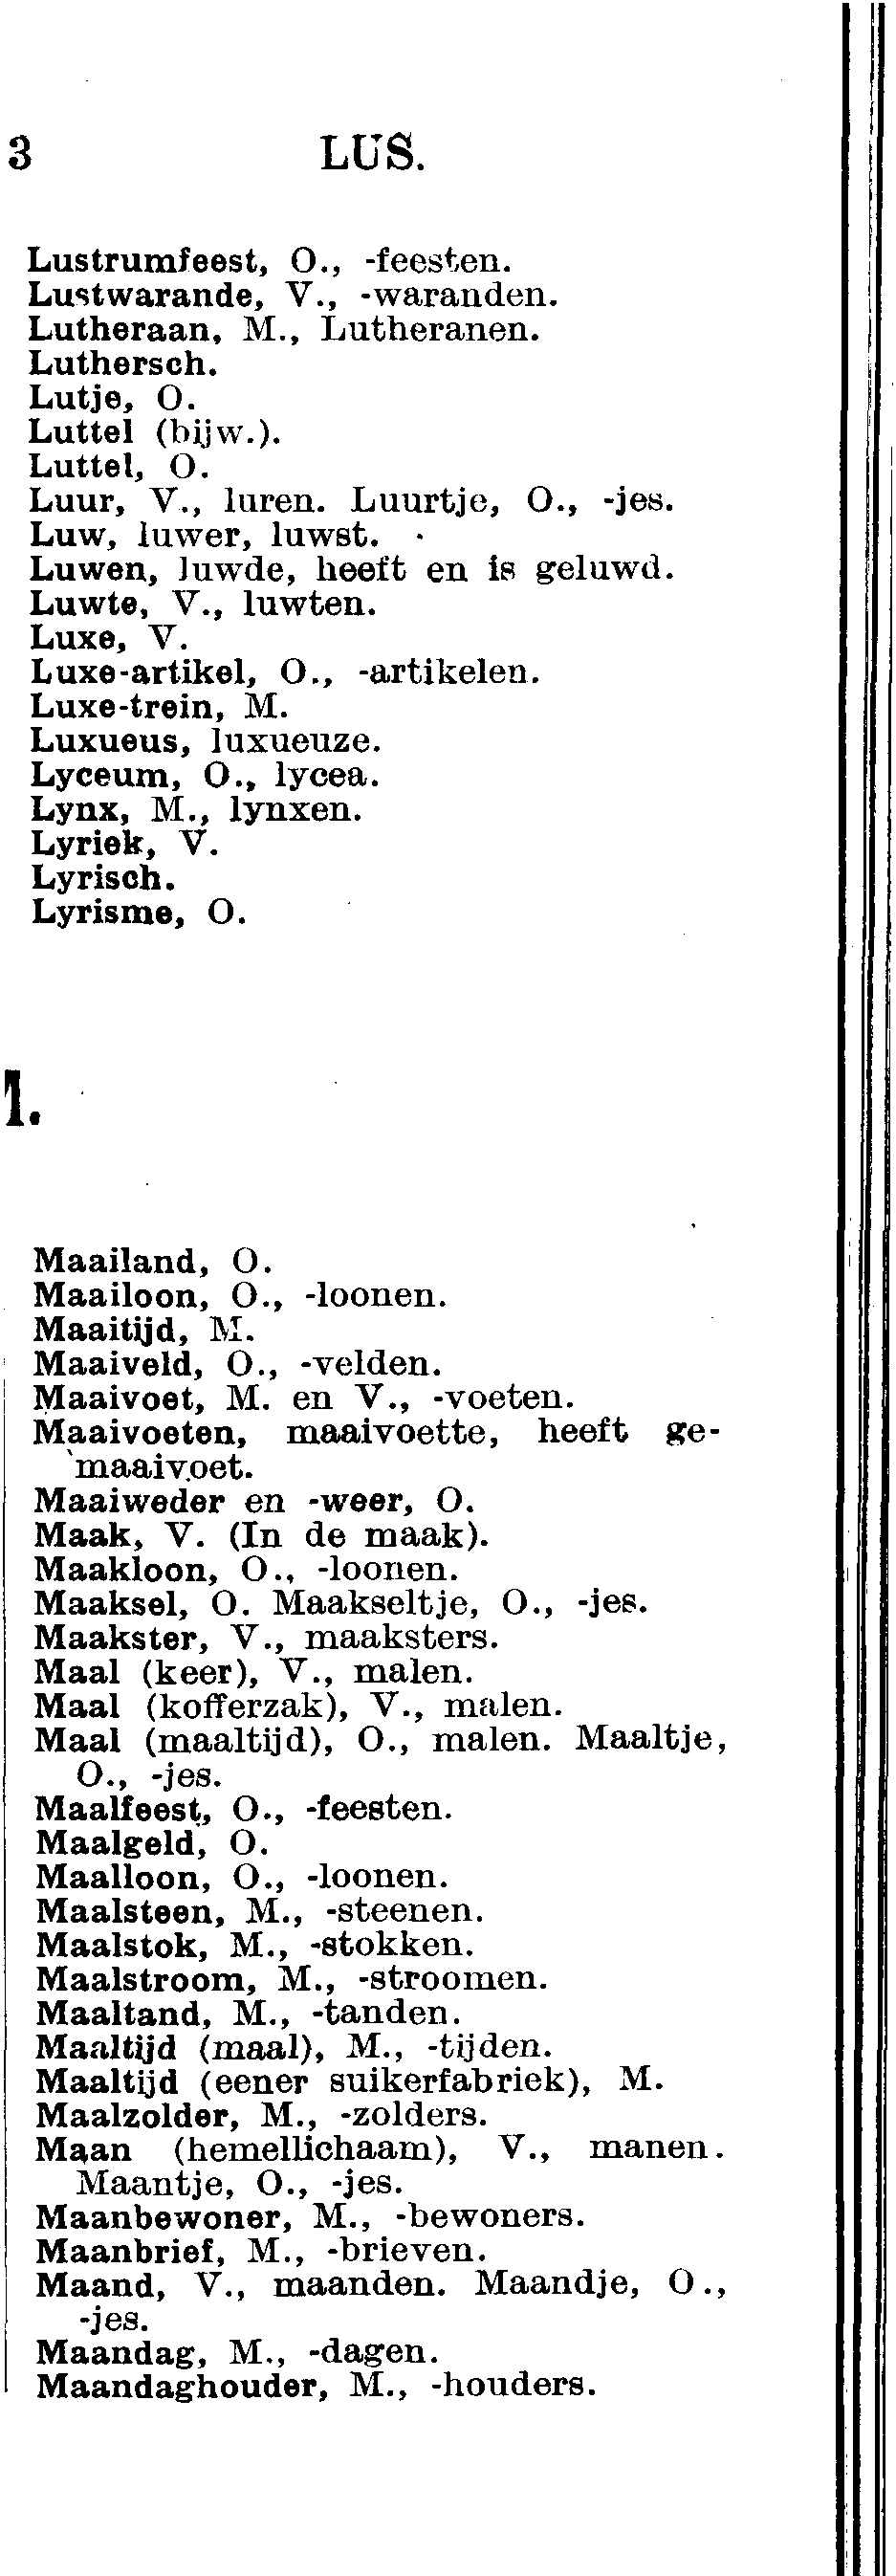 3 LUS.
Lustrumfeest, O., -feesten.
Lustwarande, V., -waranden.
Lutheraan, M., Lutheranen.
Luthersch.
Lutje, O.
Luttel (bijw.).
Luttel, O.
Luur, V., luren. Luurtje, O., -jes.
Luw, luwer, luwst.
Luwen, luwde, heeft en is geluwd.
Luwte, V., luwten.
Luxe, V.
Luxe-artikel, O., -artikelen.
Luxe-trein, M.
Luxueus, luxueuze.
Lyceum, O., lycea.
Lynx, M., lynxen.
Lyriek, V.
Lyrisch.
Lyrisme, O.
Maailand, O.
Maailoon, O., -loonen.
Maaitijd, M.
Maaiveld, O., -velden.
Maaivoet, M. en V., -voeten.
Maaivoeten, maaivoette, heeft ge-
maaivoet.
Maaiweder en -weer, O.
Maak, V. (In de maak).
Maakloon, O., -loonen.
Maaksel, O. Maakseltje, O., -jes.
Maakster, V., maaksters.
Maal (keer), V., malen.
Maal (kofferzak), V., malen.
Maal (maaltijd), O., malen. Maaltje,
O., -jes.
Maalfeest, O., -feesten.
Maalgeld, O.
Maalloon, O., -loonen.
Maalsteen, M., -steenen.
Maalstok, M., -stokken.
Maalstroom, M., -stroomen.
Maaltand, M., -tanden.
Maaltijd (maal), M., -tijden.
Maaltijd (eener suikerfabriek), M.
Maalzolder, M., -zolders.
Maan (hemellichaam), V., manen.
Maantje, O., -jes.
Maanbewoner, M., -bewoners.
Maanbrief, M., -brieven.
Maand, V., maanden. Maandje, O.,
-jes.
Maandag, M., -dagen.
Maandaghouder, M., -houders.